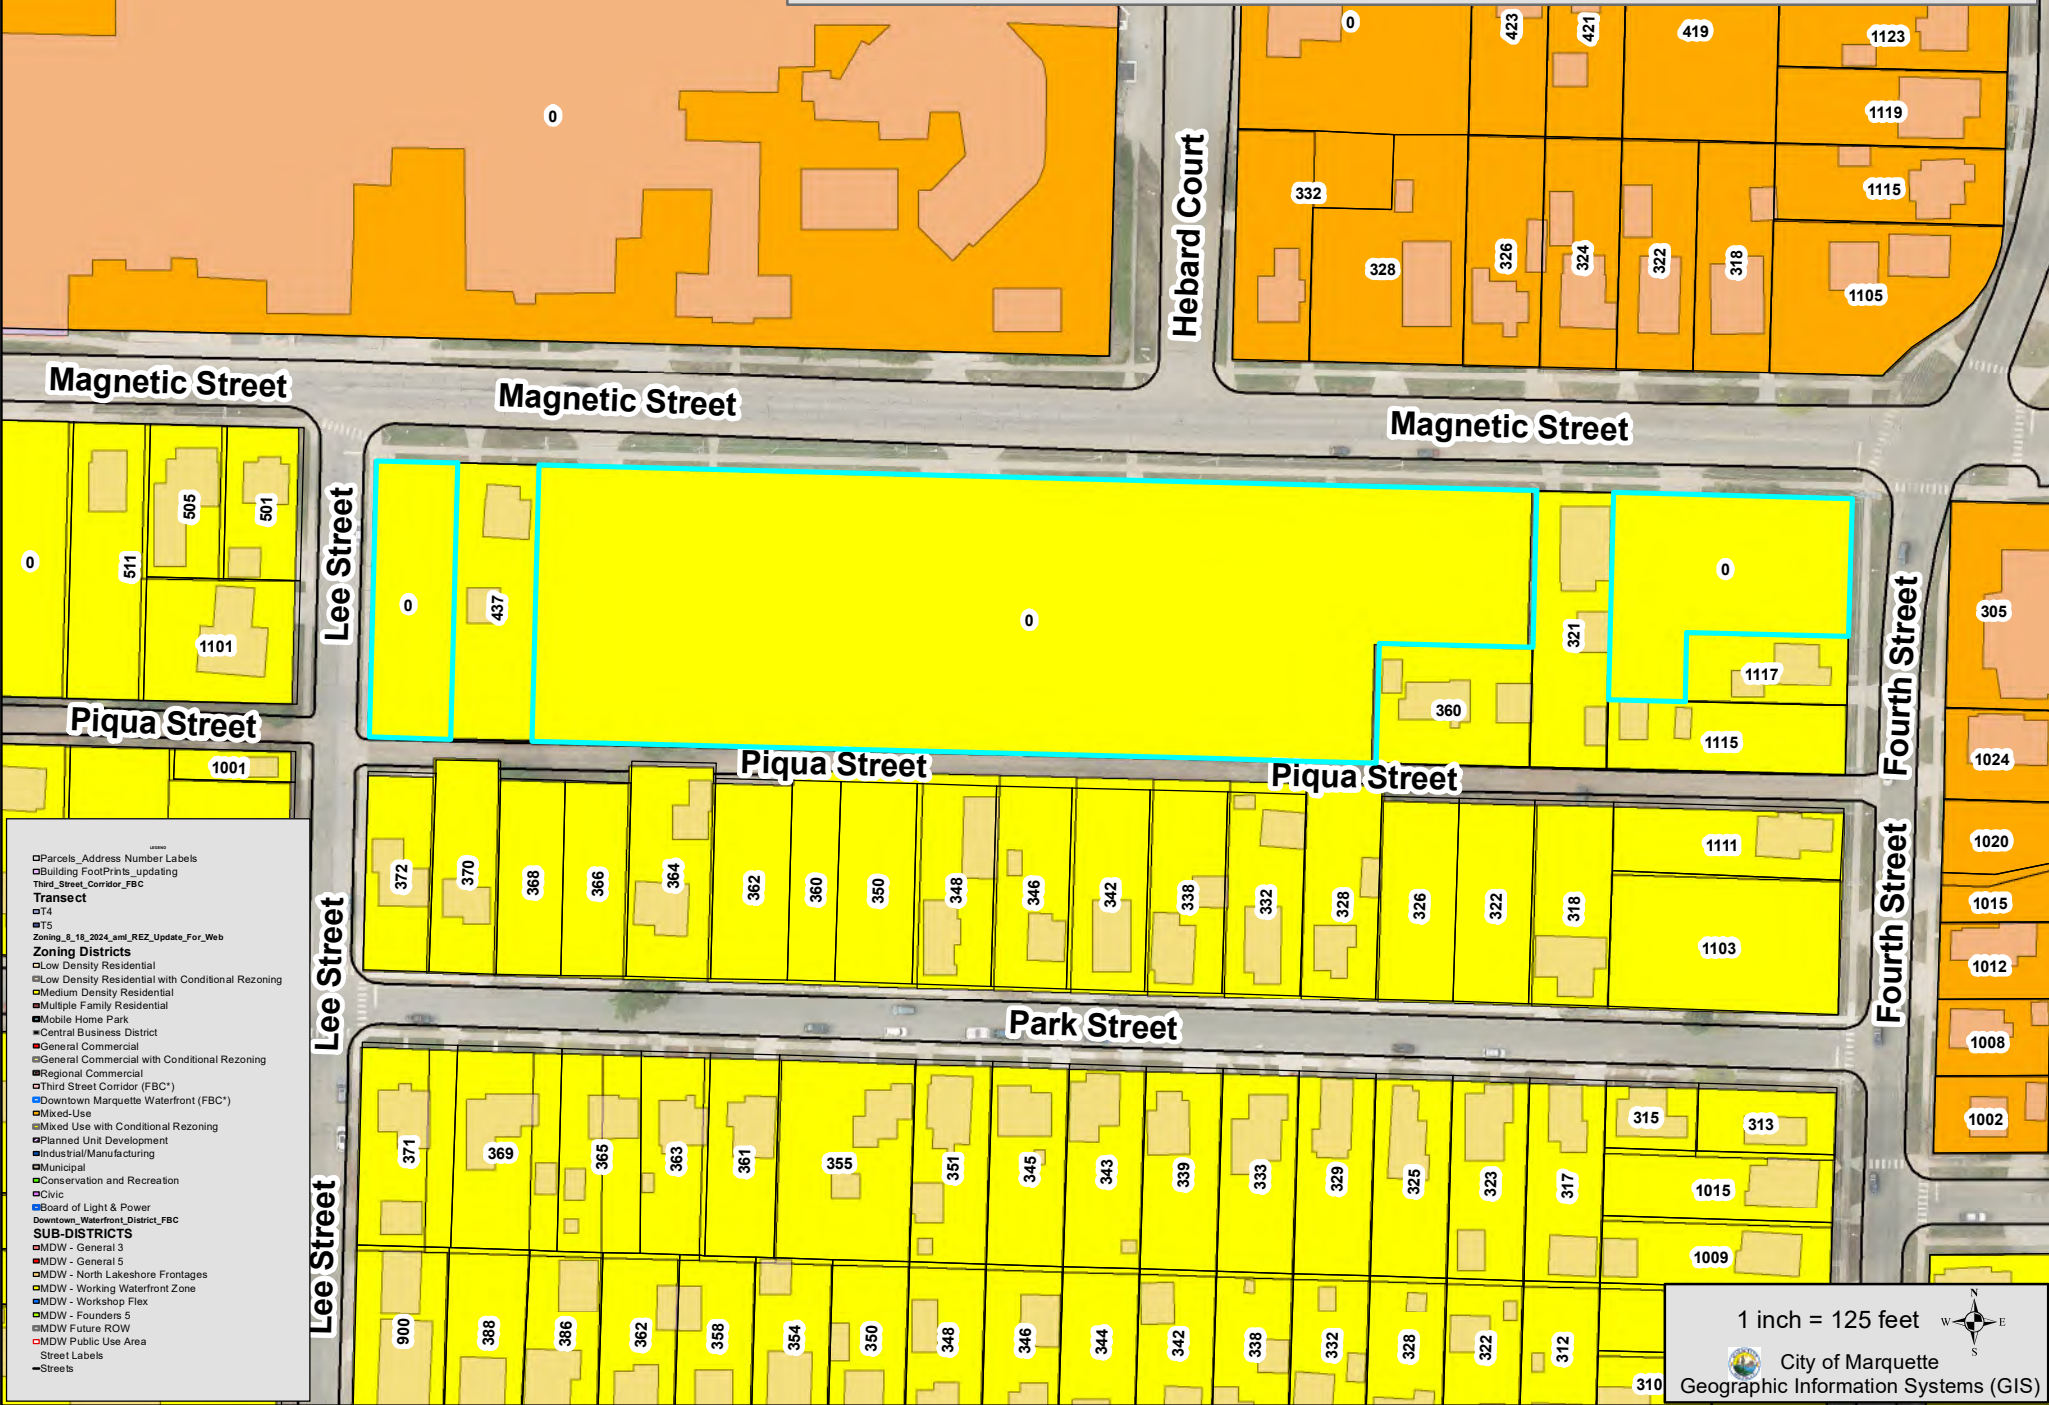 0
423
421
419
1123
0
1119
332
1115
328
326
324
322
318
1105
Hebard Court
Magnetic Street
Magnetic Street
Magnetic Street
0
511
505
501
1101
Lee Street
0
437
0
321
0
1117
360
1115
Fourth Street
305
1024
Piqua Street
Piqua Street
Piqua Street
1001
372
370
368
366
364
362
360
350
348
346
342
338
332
328
326
322
318
1111
1103
Fourth Street
1020
1015
1012
1008
1002
Lee Street
Park Street
371
369
365
363
361
355
351
345
343
339
333
329
325
323
317
315
313
1015
1009
Lee Street
900
388
386
362
358
354
350
348
346
344
342
338
332
328
322
312
310
LEGEND
Parcels_Address Number Labels
Building FootPrints_updating
Third_Street_Corridor_FBC
Transect
T4
T5
Zoning_8_18_2024_aml_REZ_Update_For_Web
Zoning Districts
Low Density Residential
Low Density Residential with Conditional Rezoning
Medium Density Residential
Multiple Family Residential
Mobile Home Park
Central Business District
General Commercial
General Commercial with Conditional Rezoning
Regional Commercial
Third Street Corridor (FBC*)
Downtown Marquette Waterfront (FBC*)
Mixed-Use
Mixed Use with Conditional Rezoning
Planned Unit Development
Industrial/Manufacturing
Municipal
Conservation and Recreation
Civic
Board of Light & Power
Downtown_Waterfront_District_FBC
SUB-DISTRICTS
MDW - General 3
MDW - General 5
MDW - North Lakeshore Frontages
MDW - Working Waterfront Zone
MDW - Workshop Flex
MDW - Founders 5
MDW Future ROW
MDW Public Use Area
Street Labels
Streets
1 inch = 125 feet
N
W E
S
City of Marquette
Geographic Information Systems (GIS)